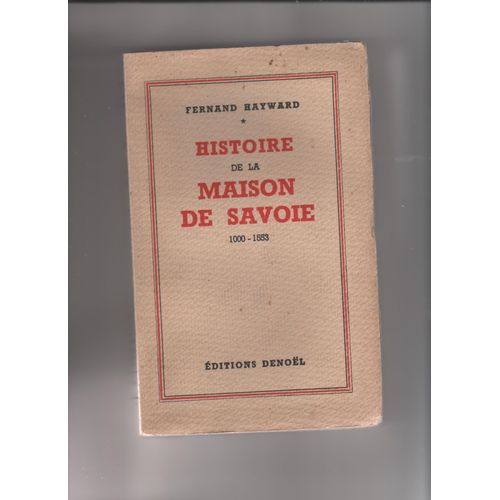 FERNAND HAYWARD
*
HISTOIRE
DE LA
MAISON
DE SAVOIE
1000 - 1553
ÉDITIONS DENOËL